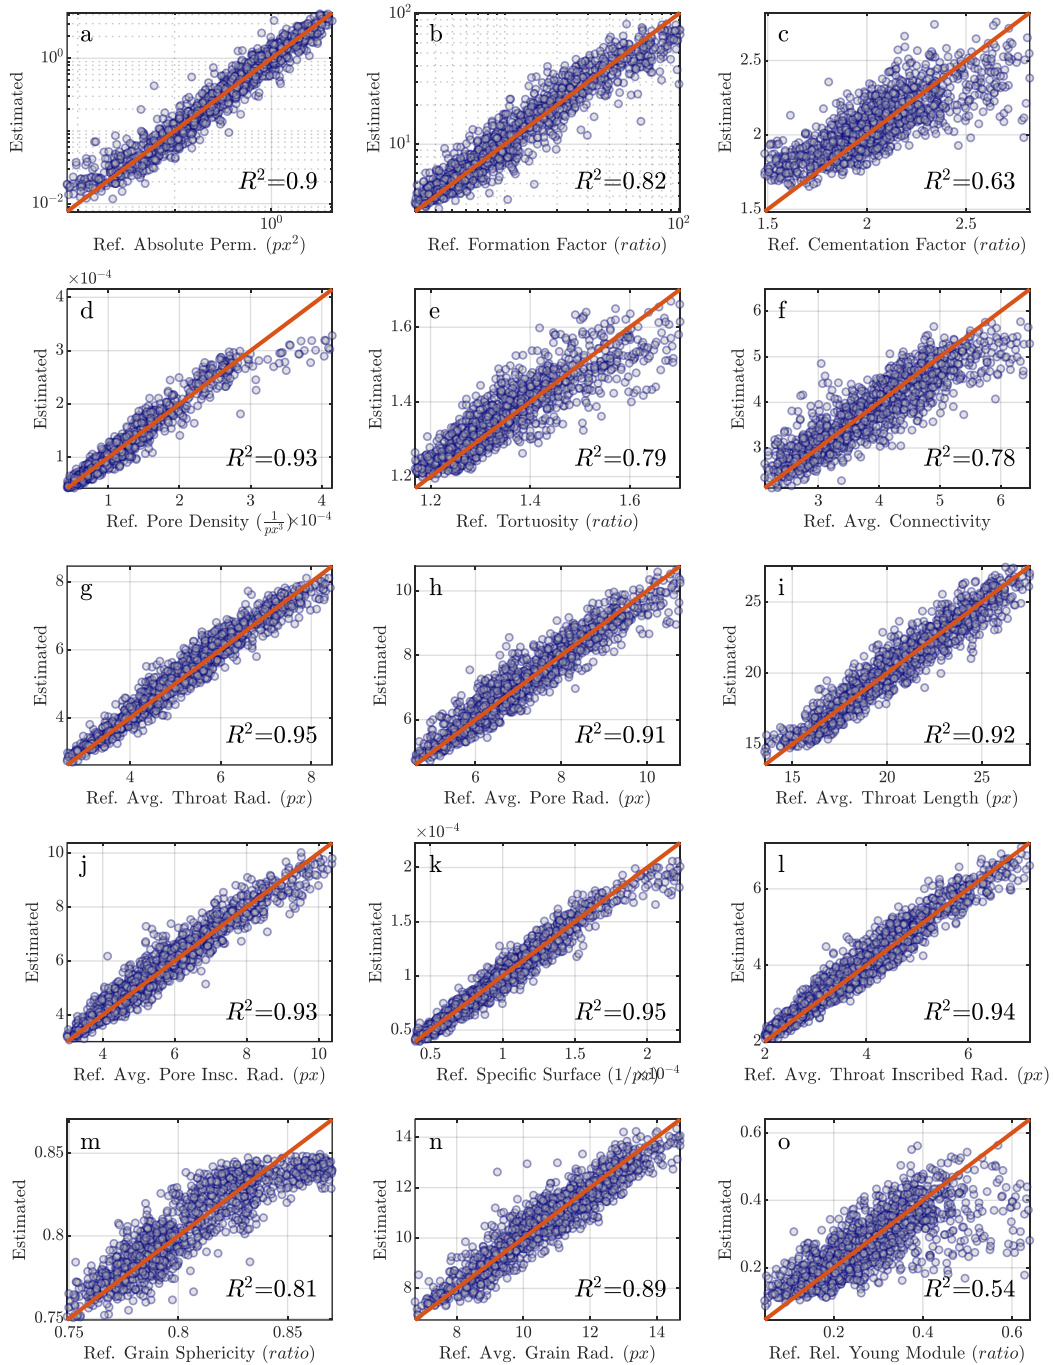 a
Estimated
10^0
10^-2
R^2=0.9
10^0
Ref. Absolute Perm. (px^2)
b
Estimated
10^2
10^1
R^2=0.82
10^1
10^2
Ref. Formation Factor (ratio)
c
Estimated
2.5
2
1.5
R^2=0.63
1.5 2 2.5
Ref. Cementation Factor (ratio)
×10^-4
d
Estimated
4
3
2
1
R^2=0.93
1 2 3 4
Ref. Pore Density (1/px^3) ×10^-4
e
Estimated
1.6
1.4
1.2
R^2=0.79
1.2 1.4 1.6
Ref. Tortuosity (ratio)
f
Estimated
6
5
4
3
R^2=0.78
3 4 5 6
Ref. Avg. Connectivity
g
Estimated
8
6
4
R^2=0.95
4 6 8
Ref. Avg. Throat Rad. (px)
h
Estimated
10
8
6
R^2=0.91
6 8 10
Ref. Avg. Pore Rad. (px)
i
Estimated
25
20
15
R^2=0.92
15 20 25
Ref. Avg. Throat Length (px)
j
Estimated
10
8
6
4
R^2=0.93
4 6 8 10
Ref. Avg. Pore Insc. Rad. (px)
×10^-4
k
Estimated
2
1.5
1
0.5
R^2=0.95
0.5 1 1.5 2
Ref. Specific Surface (1/px) ×10^-4
l
Estimated
6
4
2
R^2=0.94
2 4 6
Ref. Avg. Throat Inscribed Rad. (px)
m
Estimated
0.85
0.8
0.75
R^2=0.81
0.75 0.8 0.85
Ref. Grain Sphericity (ratio)
n
Estimated
14
12
10
8
R^2=0.89
8 10 12 14
Ref. Avg. Grain Rad. (px)
o
Estimated
0.6
0.4
0.2
R^2=0.54
0.2 0.4 0.6
Ref. Rel. Young Module (ratio)